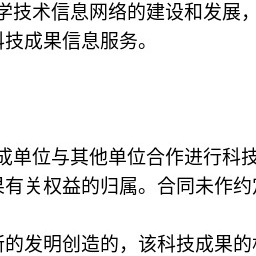 学技术信息网络的建设和发展，
科技成果信息服务。
成单位与其他单位合作进行科技
果有关权益的归属。合同未作约定
新的发明创造的，该科技成果的权